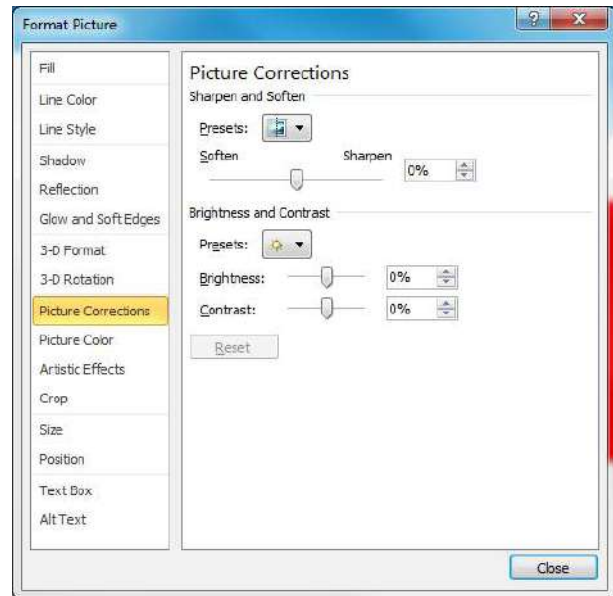 Format Picture
Fill
Line Color
Line Style
Shadow
Reflection
Glow and Soft Edges
3-D Format
3-D Rotation
Picture Corrections
Picture Color
Artistic Effects
Crop
Size
Position
Text Box
Alt Text
Picture Corrections
Sharpen and Soften
Presets:
Soften Sharpen
0%
Brightness and Contrast
Presets:
Brightness: 0%
Contrast: 0%
Reset
Close